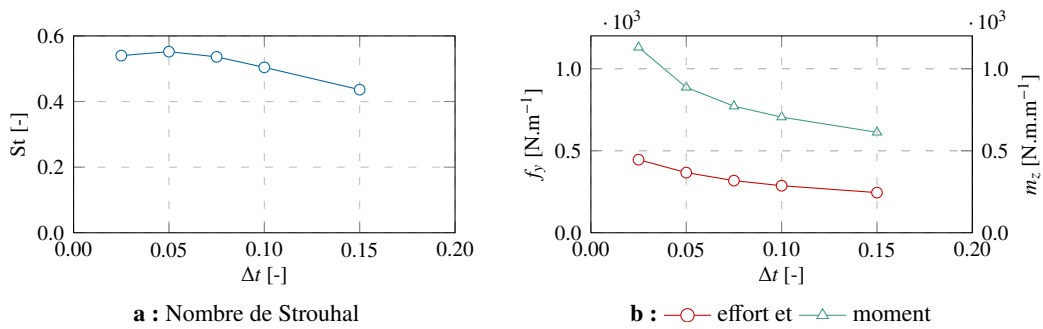 0.6
0.4
0.2
0.0
0.00 0.05 0.10 0.15 0.20
St [-]
Δt [-]
a : Nombre de Strouhal
·10³ ·10³
1.0 1.0
0.5 0.5
0.0 0.0
0.00 0.05 0.10 0.15 0.20
f_y [N.m⁻¹]
m_z [N.m.m⁻¹]
Δt [-]
b : effort et moment